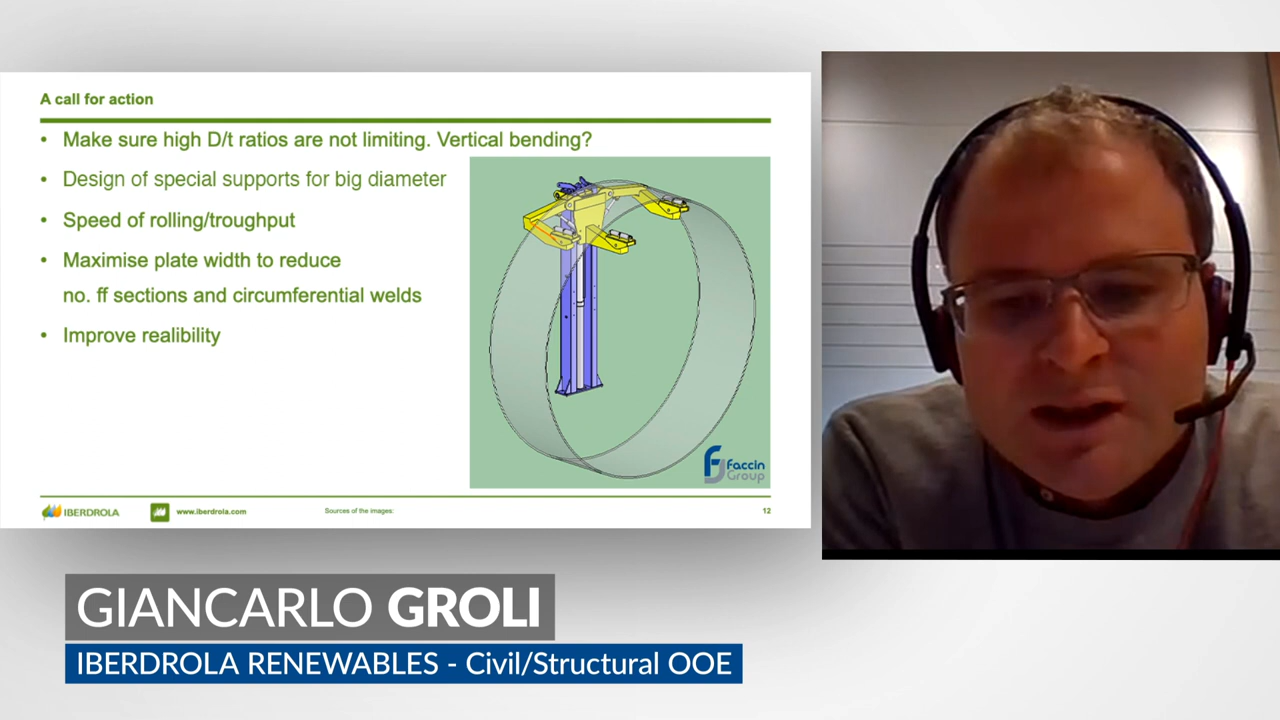 A call for action
• Make sure high D/t ratios are not limiting. Vertical bending?
• Design of special supports for big diameter
• Speed of rolling/troughput
• Maximise plate width to reduce
no. ff sections and circumferential welds
• Improve realibility
Faccin
Group
IBERDROLA
www.iberdrola.com
Sources of the images:
12
GIANCARLO GROLI
IBERDROLA RENEWABLES - Civil/Structural OOE